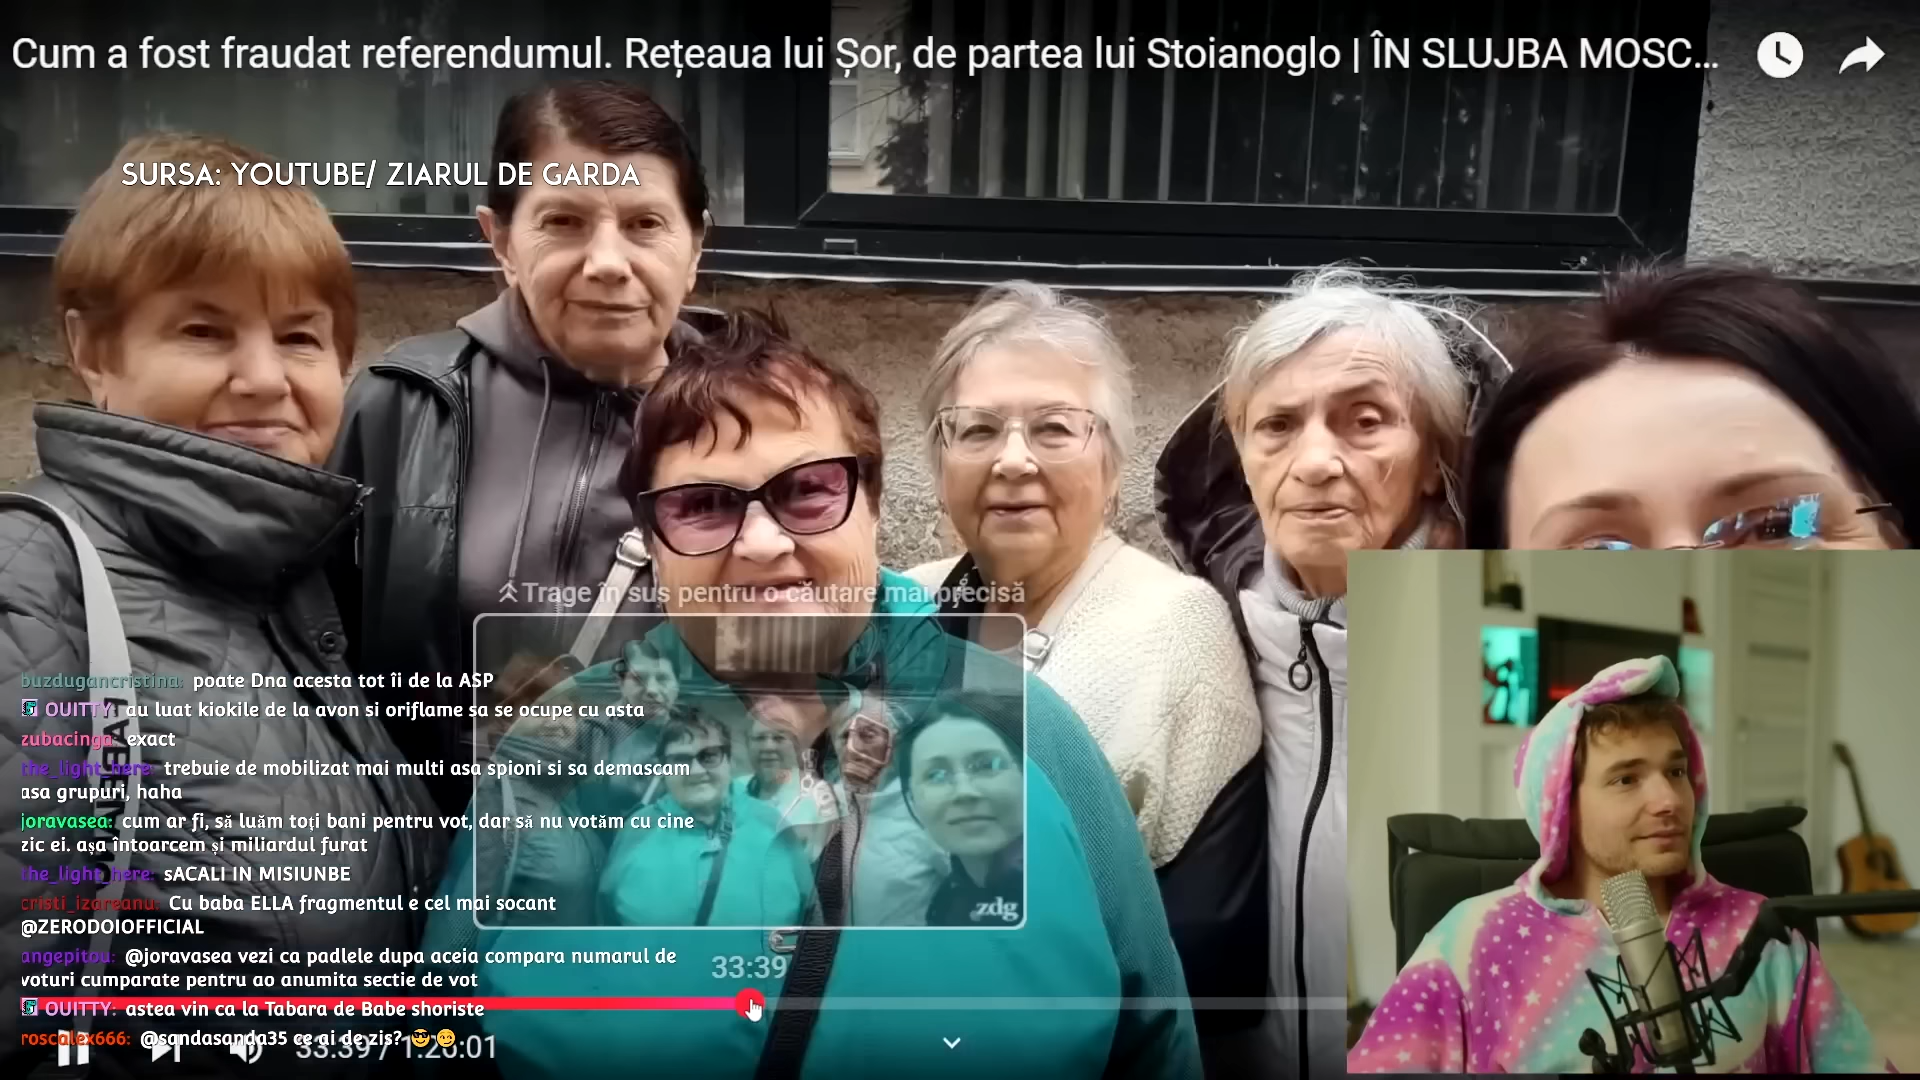 Cum a fost fraudat referendumul. Rețeaua lui Șor, de partea lui Stoianoglo | ÎN SLUJBA MOSC...
SURSA: YOUTUBE/ ZIARUL DE GARDA
Trage în sus pentru o căutare mai precisă
buzdugancristina: poate Dna acesta tot îi de la ASP
OUITTY: au luat kiokile de la avon si oriflame sa se ocupe cu asta
zubacinga: exact
the_light_here: trebuie de mobilizat mai multi asa spioni si sa demascam
asa grupuri, haha
joravasea: cum ar fi, să luăm toți bani pentru vot, dar să nu votăm cu cine
zic ei. așa întoarcem și miliardul furat
the_light_here: sACALI IN MISIUNBE
cristi_izareanu: Cu baba ELLA fragmentul e cel mai socant
@ZERODOIOFFICIAL
angepitou: @joravasea vezi ca padlele dupa aceia compara numarul de
voturi cumparate pentru ao anumita sectie de vot
OUITTY: astea vin ca la Tabara de Babe shoriste
roscalex666: @sandasanda35 ce ai de zis? 🤓😉
zdg
33:39
33:39 / 1:26:01